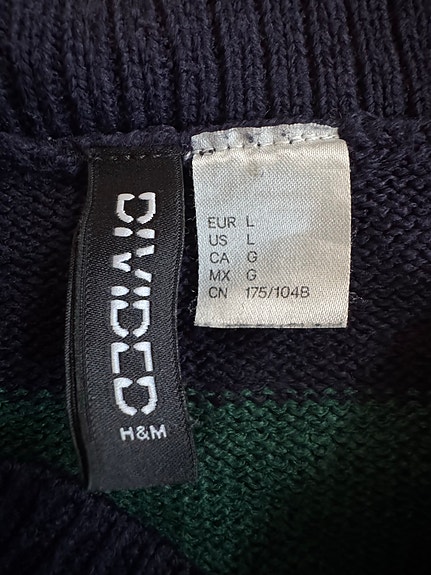 DIVIDED
H&M
EUR L
US L
CA G
MX G
CN 175/104B